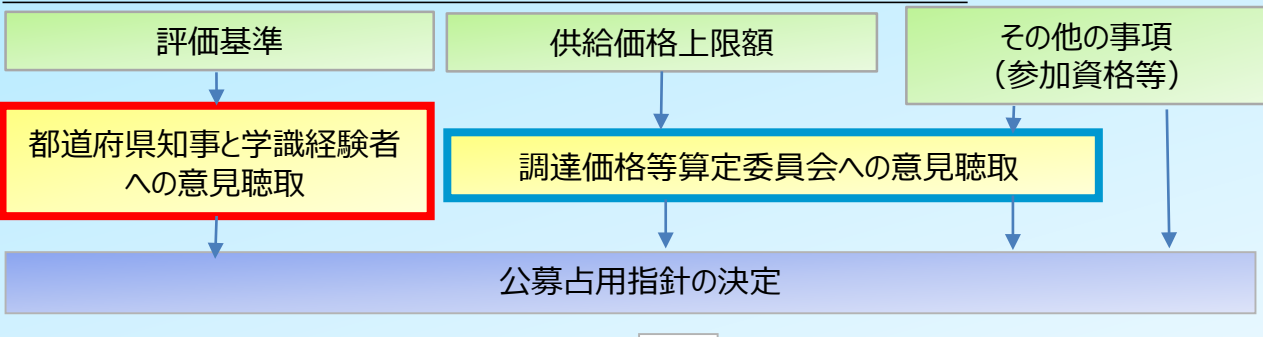 評価基準
供給価格上限額
その他の事項
（参加資格等）
都道府県知事と学識経験者
への意見聴取
調達価格等算定委員会への意見聴取
公募占用指針の決定